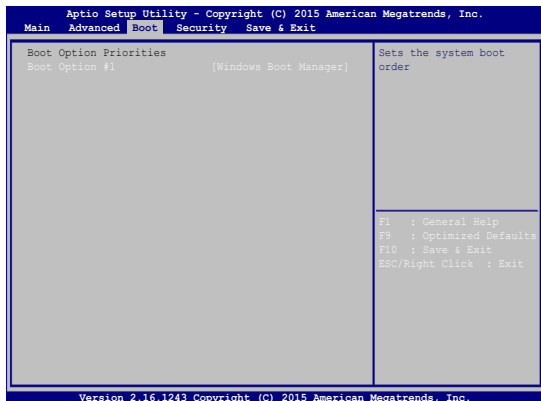 Aptio Setup Utility - Copyright (C) 2015 American Megatrends, Inc.
Main Advanced Boot Security Save & Exit
Boot Option Priorities
Boot Option #1 [Windows Boot Manager]
Sets the system boot
order
F1 : General Help
F9 : Optimized Defaults
F10 : Save & Exit
ESC/Right Click : Exit
Version 2.16.1243 Copyright (C) 2015 American Megatrends, Inc.